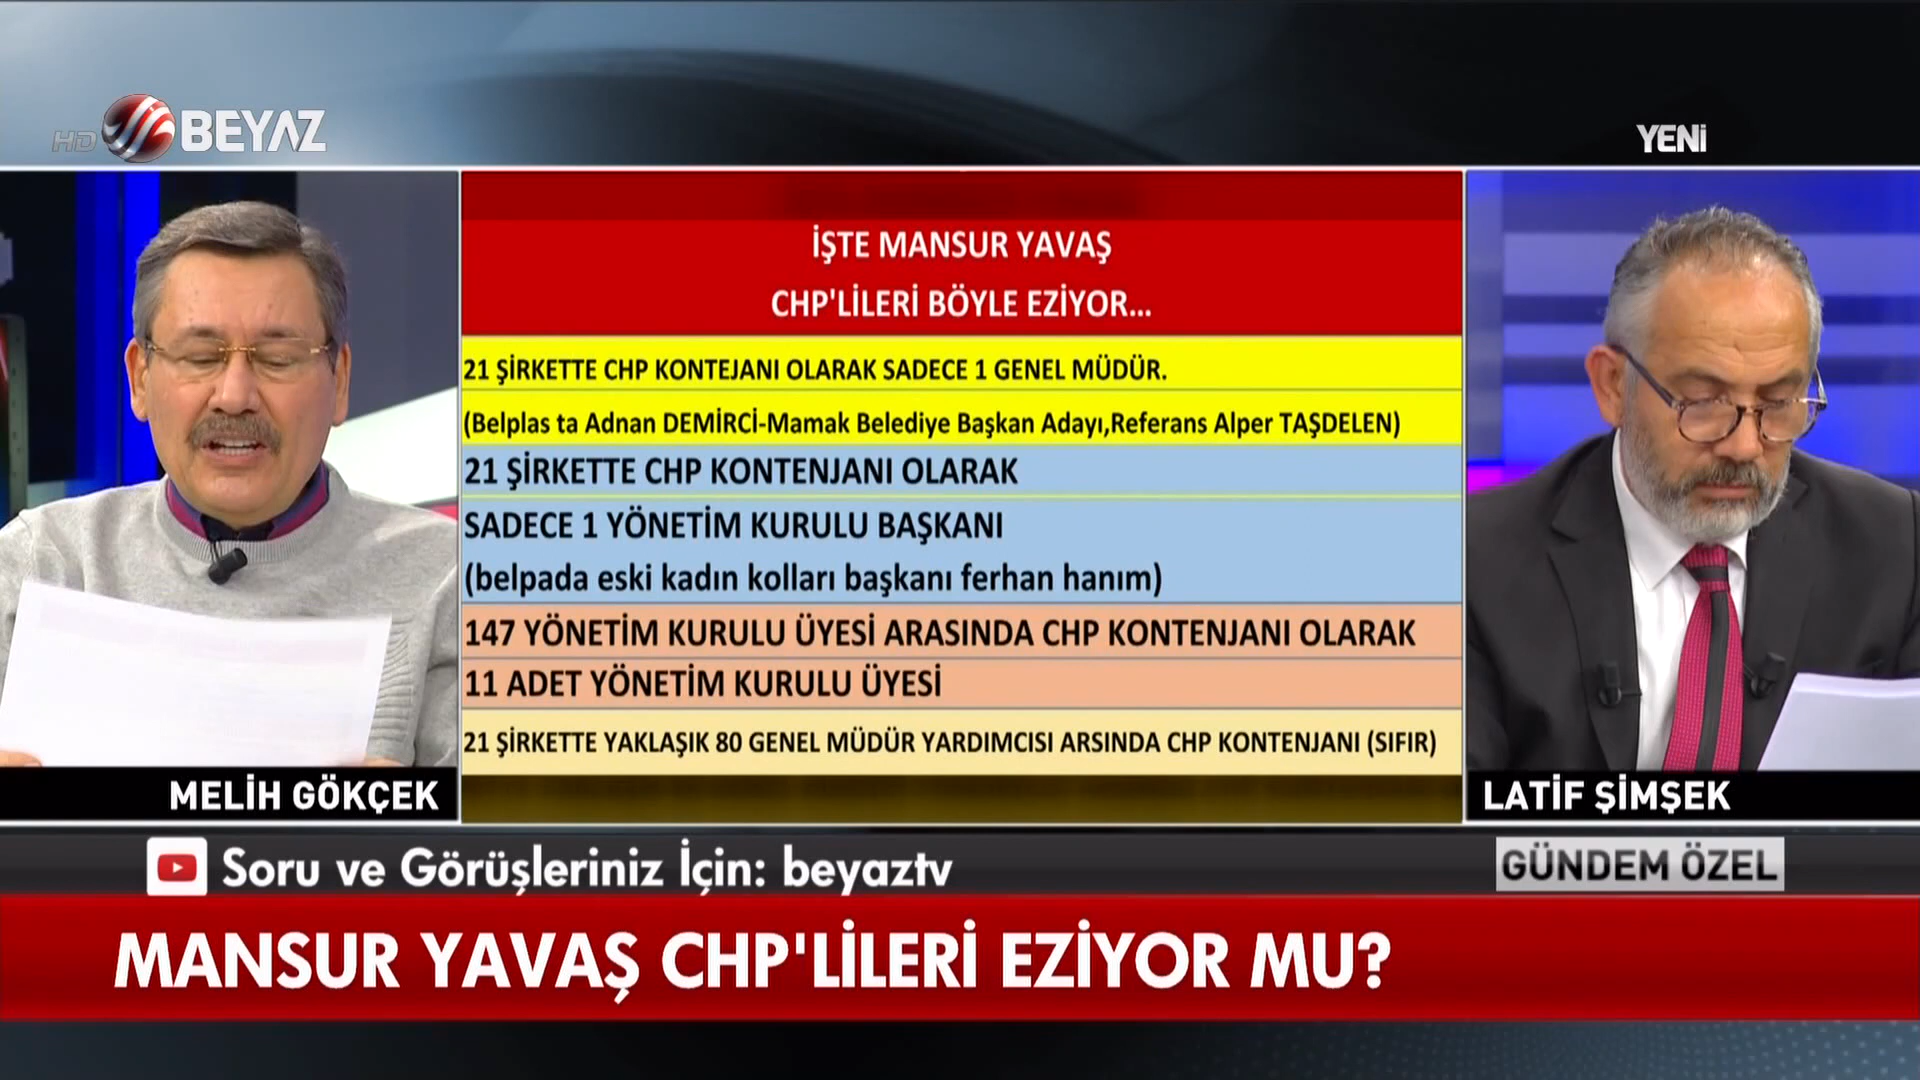 HD BEYAZ
YENİ
İŞTE MANSUR YAVAŞ
CHP'LİLERİ BÖYLE EZİYOR...
21 ŞİRKETTE CHP KONTEJANI OLARAK SADECE 1 GENEL MÜDÜR.
(Belplas ta Adnan DEMİRCİ-Mamak Belediye Başkan Adayı,Referans Alper TAŞDELEN)
21 ŞİRKETTE CHP KONTENJANI OLARAK
SADECE 1 YÖNETİM KURULU BAŞKANI
(belpada eski kadın kolları başkanı ferhan hanım)
147 YÖNETİM KURULU ÜYESİ ARASINDA CHP KONTENJANI OLARAK
11 ADET YÖNETİM KURULU ÜYESİ
21 ŞİRKETTE YAKLAŞIK 80 GENEL MÜDÜR YARDIMCISI ARSINDA CHP KONTENJANI (SIFIR)
MELİH GÖKÇEK
LATİF ŞİMŞEK
Soru ve Görüşleriniz İçin: beyaztv
GÜNDEM ÖZEL
MANSUR YAVAŞ CHP'LİLERİ EZİYOR MU?